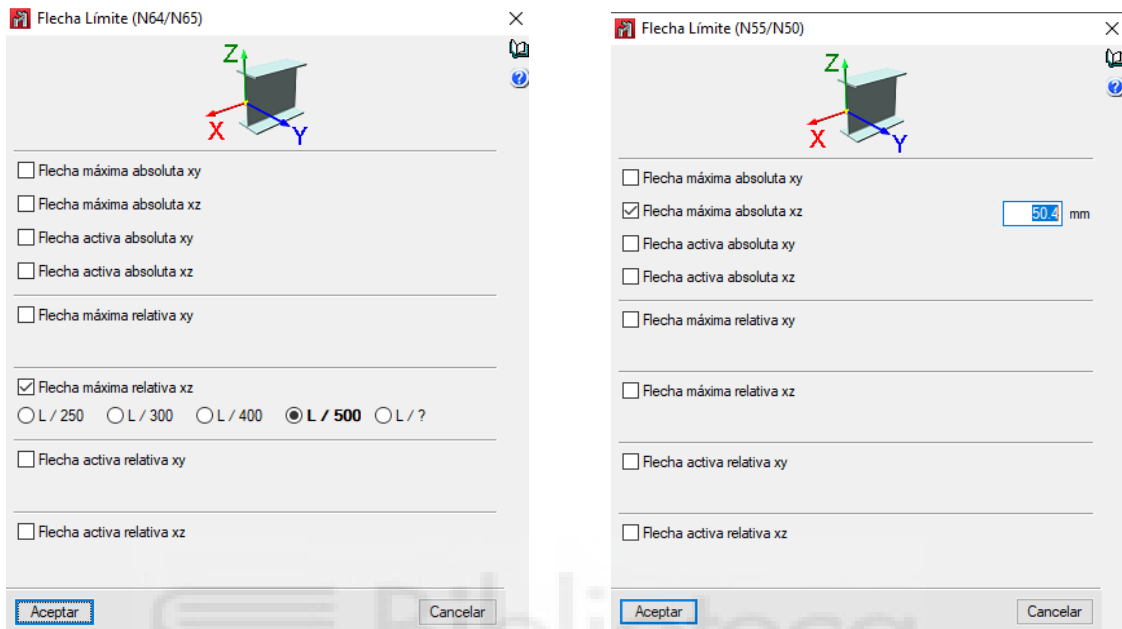 Flecha Límite (N64/N65)
Z
X
Y
Flecha máxima absoluta xy
Flecha máxima absoluta xz
Flecha activa absoluta xy
Flecha activa absoluta xz
Flecha máxima relativa xy
Flecha máxima relativa xz
L / 250 L / 300 L / 400 L / 500 L / ?
Flecha activa relativa xy
Flecha activa relativa xz
Aceptar Cancelar
Flecha Límite (N55/N50)
Z
X
Y
Flecha máxima absoluta xy
Flecha máxima absoluta xz 50.4 mm
Flecha activa absoluta xy
Flecha activa absoluta xz
Flecha máxima relativa xy
Flecha máxima relativa xz
Flecha activa relativa xy
Flecha activa relativa xz
Aceptar Cancelar
Biblioteca